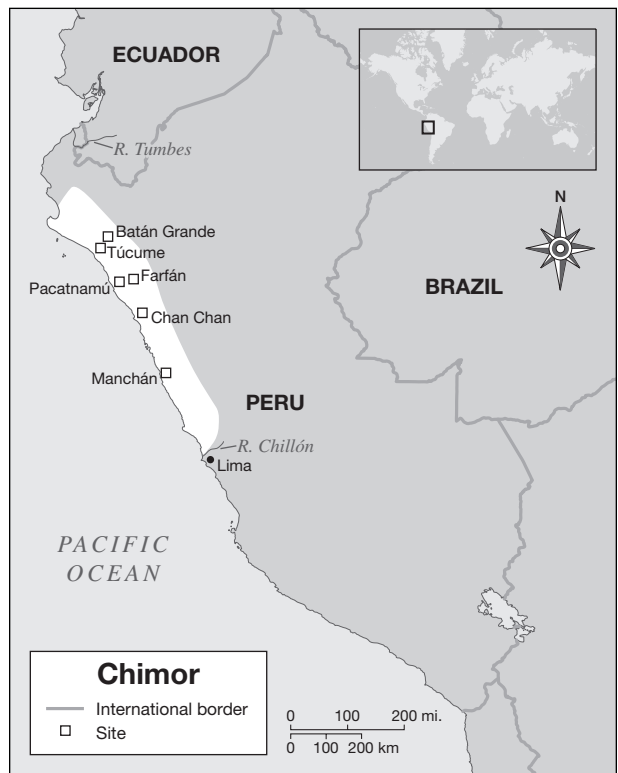 ECUADOR
R. Tumbes
N
Batán Grande
Túcume
Farfán
Pacatnamú
Chan Chan
BRAZIL
Manchán
PERU
R. Chillón
Lima
PACIFIC
OCEAN
Chimor
International border
Site
0 100 200 mi.
0 100 200 km